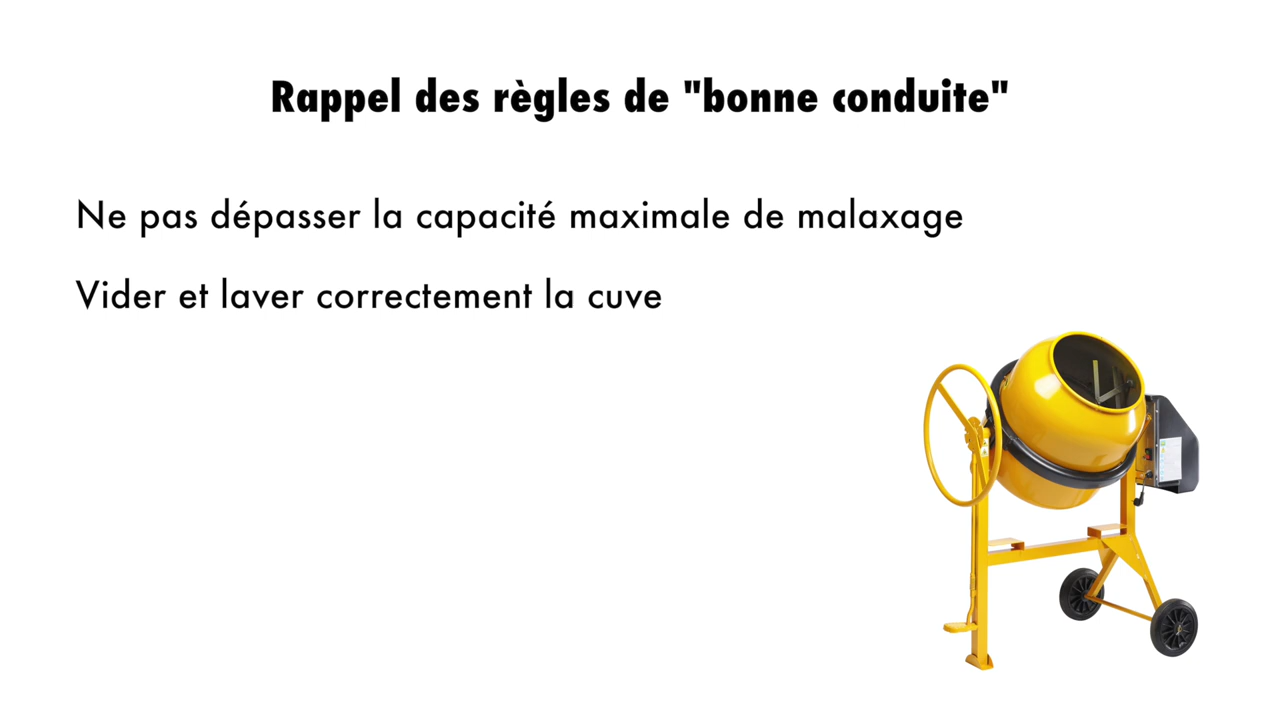 Rappel des règles de "bonne conduite"
Ne pas dépasser la capacité maximale de malaxage
Vider et laver correctement la cuve